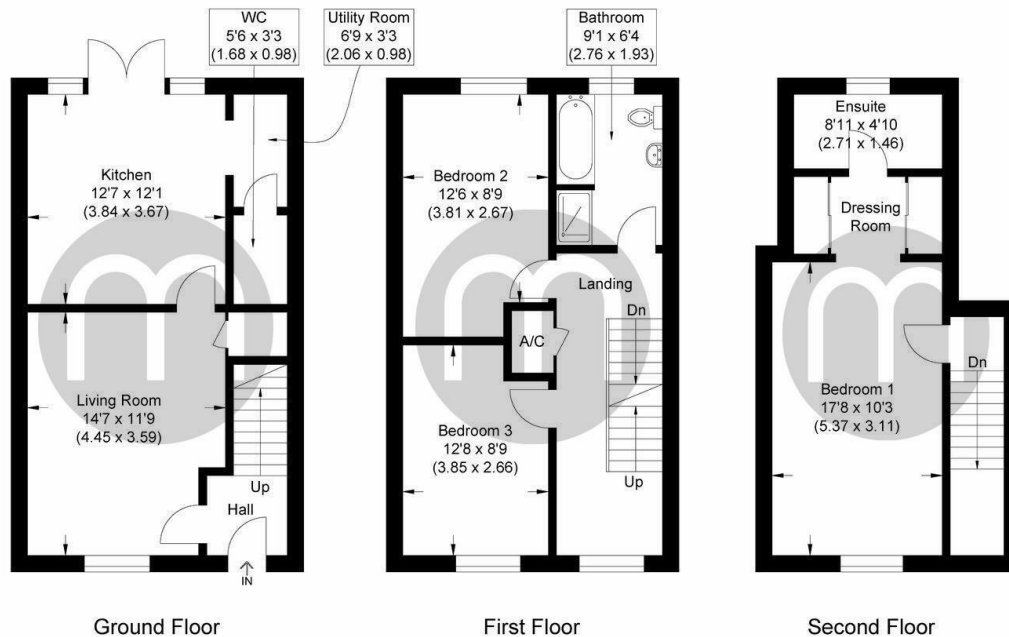 WC
5'6 x 3'3
(1.68 x 0.98)
Utility Room
6'9 x 3'3
(2.06 x 0.98)
Kitchen
12'7 x 12'1
(3.84 x 3.67)
Living Room
14'7 x 11'9
(4.45 x 3.59)
Up
Hall
IN
Ground Floor
Bathroom
9'1 x 6'4
(2.76 x 1.93)
Bedroom 2
12'6 x 8'9
(3.81 x 2.67)
Landing
Dn
A/C
Bedroom 3
12'8 x 8'9
(3.85 x 2.66)
Up
First Floor
Ensuite
8'11 x 4'10
(2.71 x 1.46)
Dressing
Room
Dn
Bedroom 1
17'8 x 10'3
(5.37 x 3.11)
Second Floor